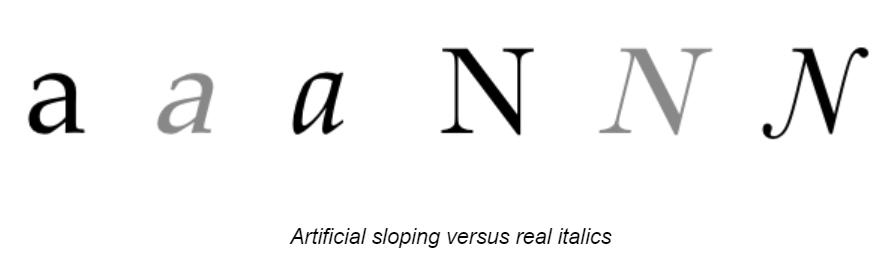 a a a N N N
Artificial sloping versus real italics